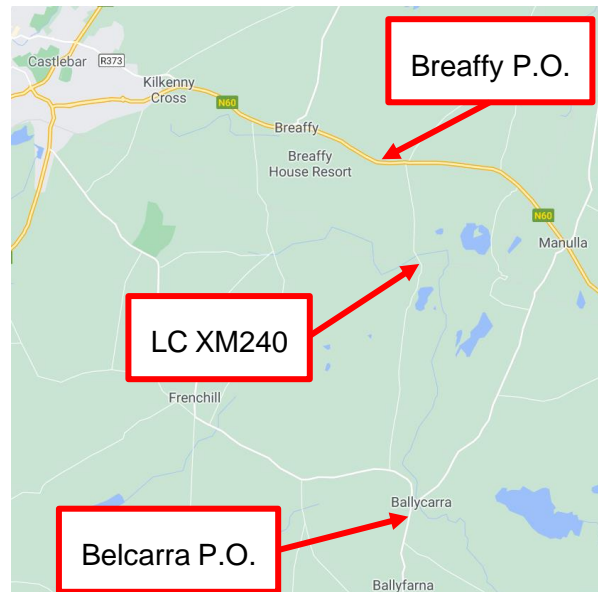 Breaffy P.O.
Castlebar
R373
Kilkenny
Cross
N60
Breaffy
Breaffy
House Resort
N60
Manulla
LC XM240
Frenchill
Ballycarra
Belcarra P.O.
Ballyfarna